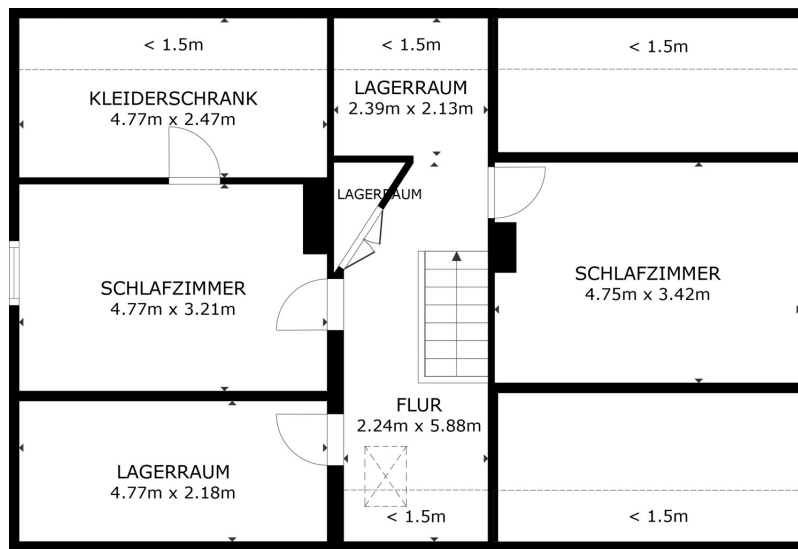 < 1.5m
< 1.5m
< 1.5m
KLEIDERSCHRANK
4.77m x 2.47m
LAGERRAUM
2.39m x 2.13m
LAGERRAUM
SCHLAFZIMMER
4.77m x 3.21m
SCHLAFZIMMER
4.75m x 3.42m
FLUR
2.24m x 5.88m
LAGERRAUM
4.77m x 2.18m
< 1.5m
< 1.5m